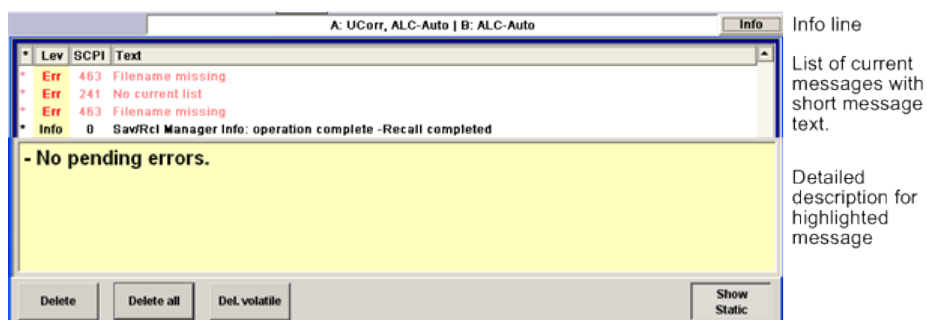 A: UCorr, ALC-Auto | B: ALC-Auto
Info
Info line
* Lev SCPI Text
* Err 463 Filename missing
* Err 241 No current list
* Err 463 Filename missing
* Info 0 Sav/Rcl Manager Info: operation complete -Recall completed
List of current
messages with
short message
text.
- No pending errors.
Detailed
description for
highlighted
message
Delete
Delete all
Del. volatile
Show
Static